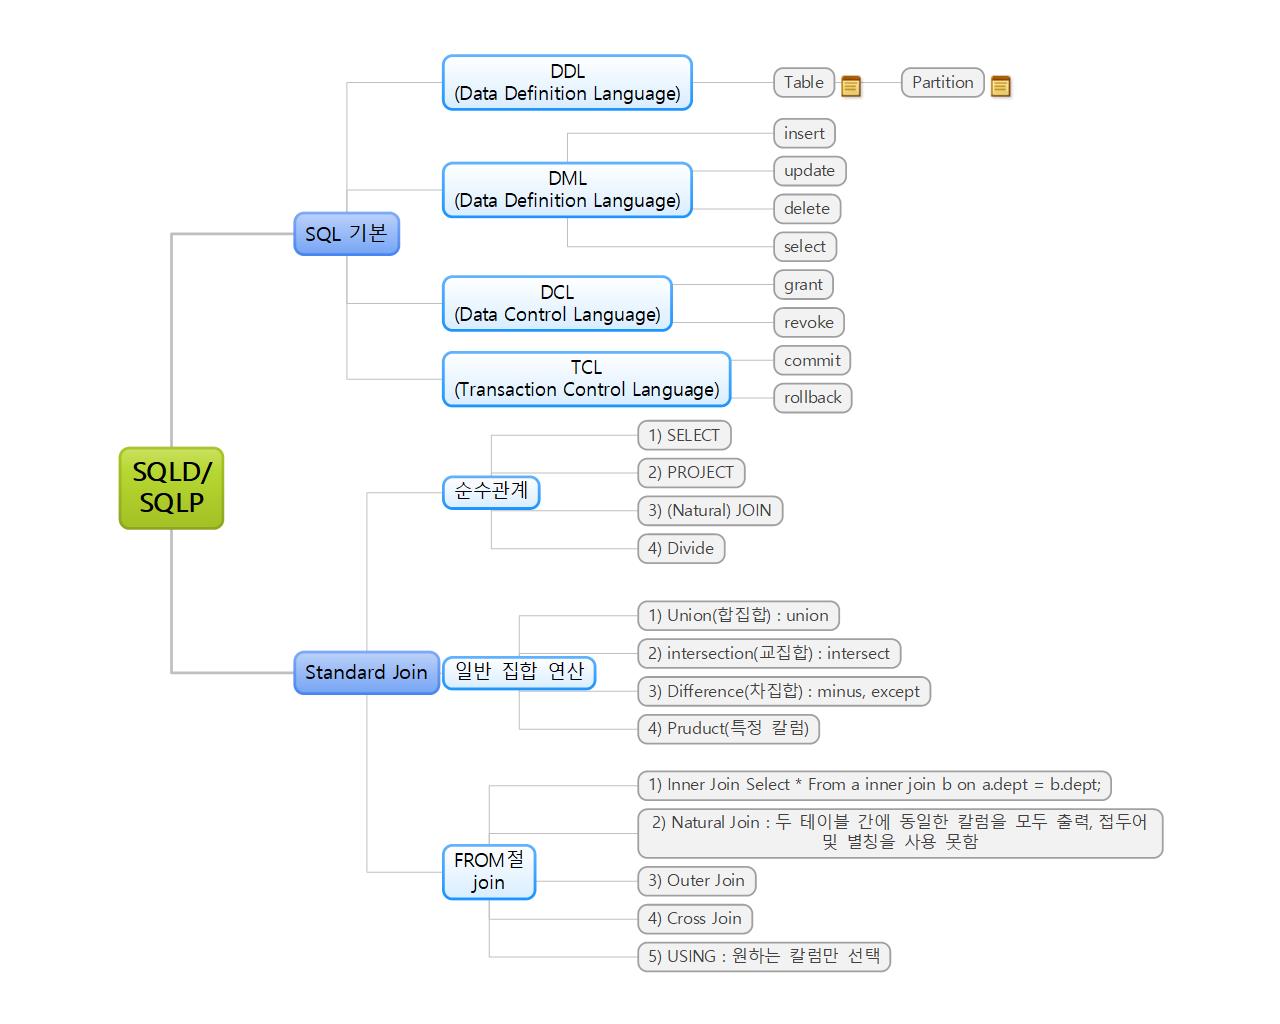 SQLD/
SQLP
SQL 기본
DDL
(Data Definition Language)
Table
Partition
DML
(Data Definition Language)
insert
update
delete
select
DCL
(Data Control Language)
grant
revoke
TCL
(Transaction Control Language)
commit
rollback
Standard Join
순수관계
1) SELECT
2) PROJECT
3) (Natural) JOIN
4) Divide
일반 집합 연산
1) Union(합집합) : union
2) intersection(교집합) : intersect
3) Difference(차집합) : minus, except
4) Pruduct(특정 칼럼)
FROM절
join
1) Inner Join Select * From a inner join b on a.dept = b.dept;
2) Natural Join : 두 테이블 간에 동일한 칼럼을 모두 출력, 접두어
및 별칭을 사용 못함
3) Outer Join
4) Cross Join
5) USING : 원하는 칼럼만 선택